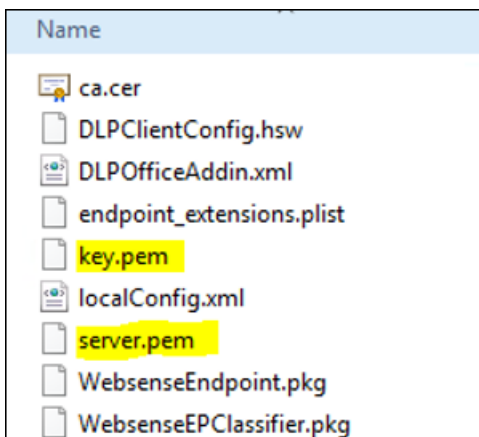 Name
ca.cer
DLPClientConfig.hsw
DLPOfficeAddin.xml
endpoint_extensions.plist
key.pem
localConfig.xml
server.pem
WebsenseEndpoint.pkg
WebsenseEPClassifier.pkg